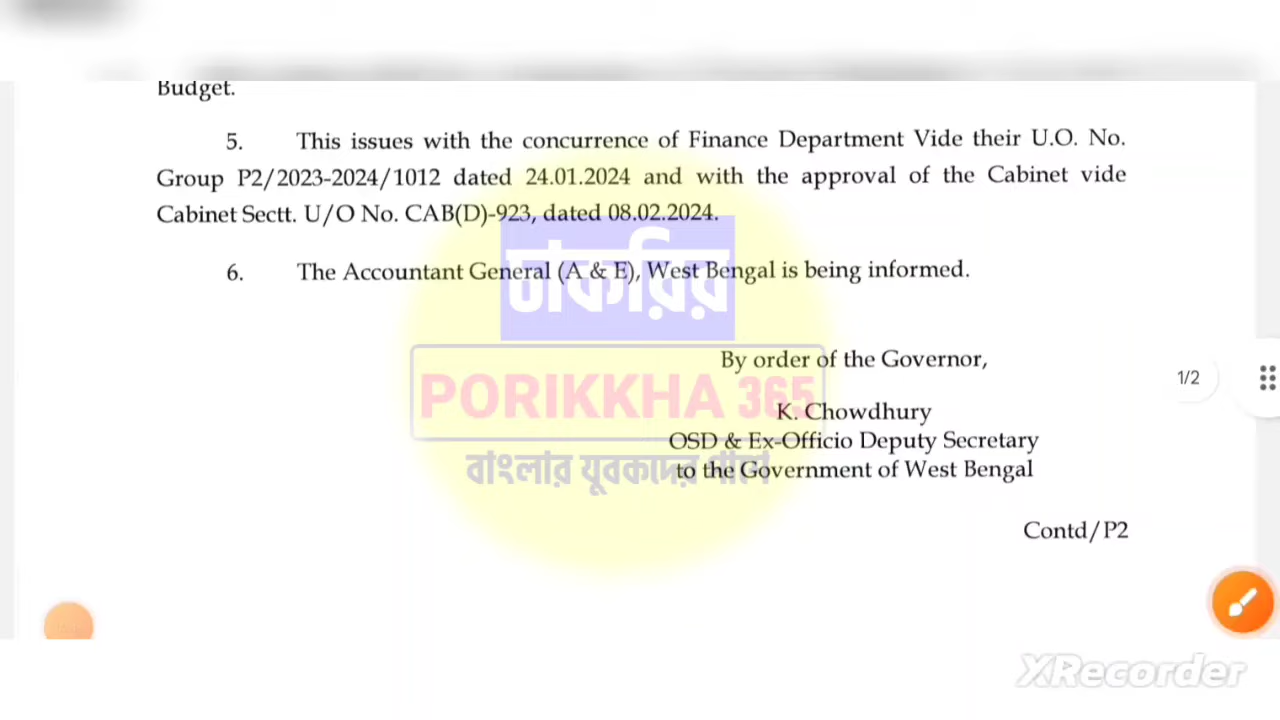 Budget.
5. This issues with the concurrence of Finance Department Vide their U.O. No.
Group P2/2023-2024/1012 dated 24.01.2024 and with the approval of the Cabinet vide
Cabinet Sectt. U/O No. CAB(D)-923, dated 08.02.2024.
6. The Accountant General (A & E), West Bengal is being informed.
চাকরির
By order of the Governor,
PORIKKHA 365
K. Chowdhury
OSD & Ex-Officio Deputy Secretary
বাংলার যুবকদের পাশে
to the Government of West Bengal
Contd/P2
1/2
XRecorder